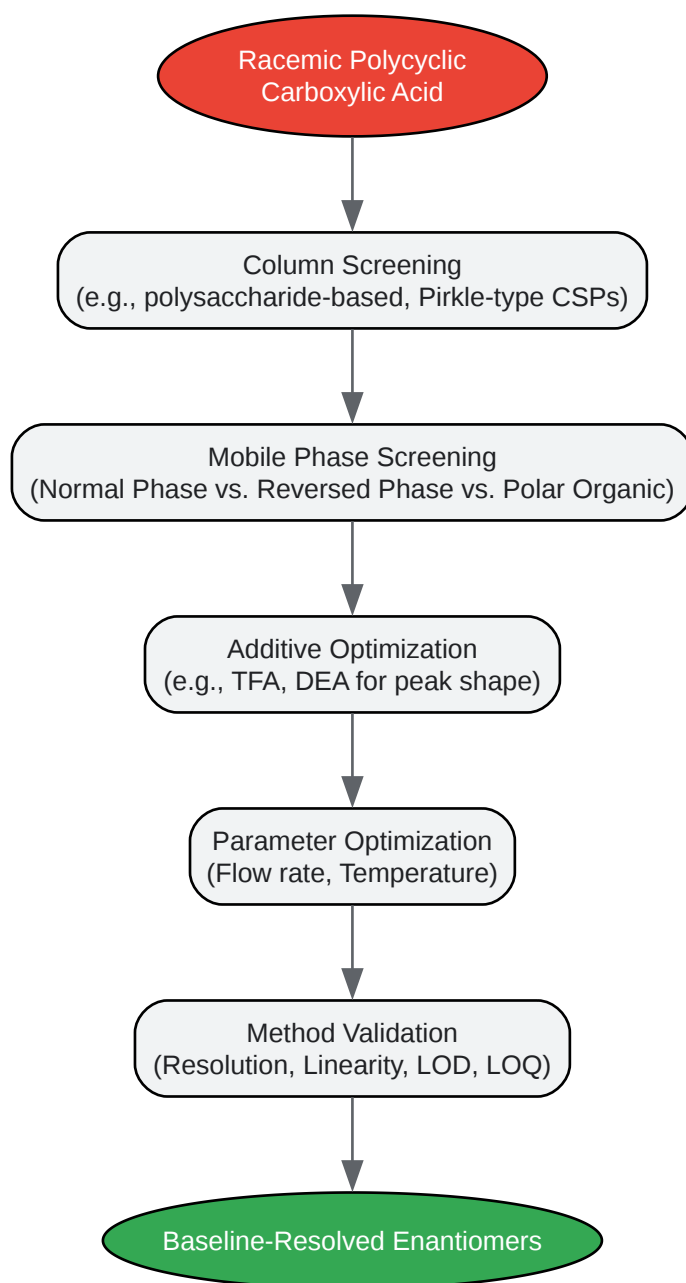 Racemic Polycyclic
Carboxylic Acid
Column Screening
(e.g., polysaccharide-based, Pirkle-type CSPs)
Mobile Phase Screening
(Normal Phase vs. Reversed Phase vs. Polar Organic)
Additive Optimization
(e.g., TFA, DEA for peak shape)
Parameter Optimization
(Flow rate, Temperature)
Method Validation
(Resolution, Linearity, LOD, LOQ)
Baseline-Resolved Enantiomers